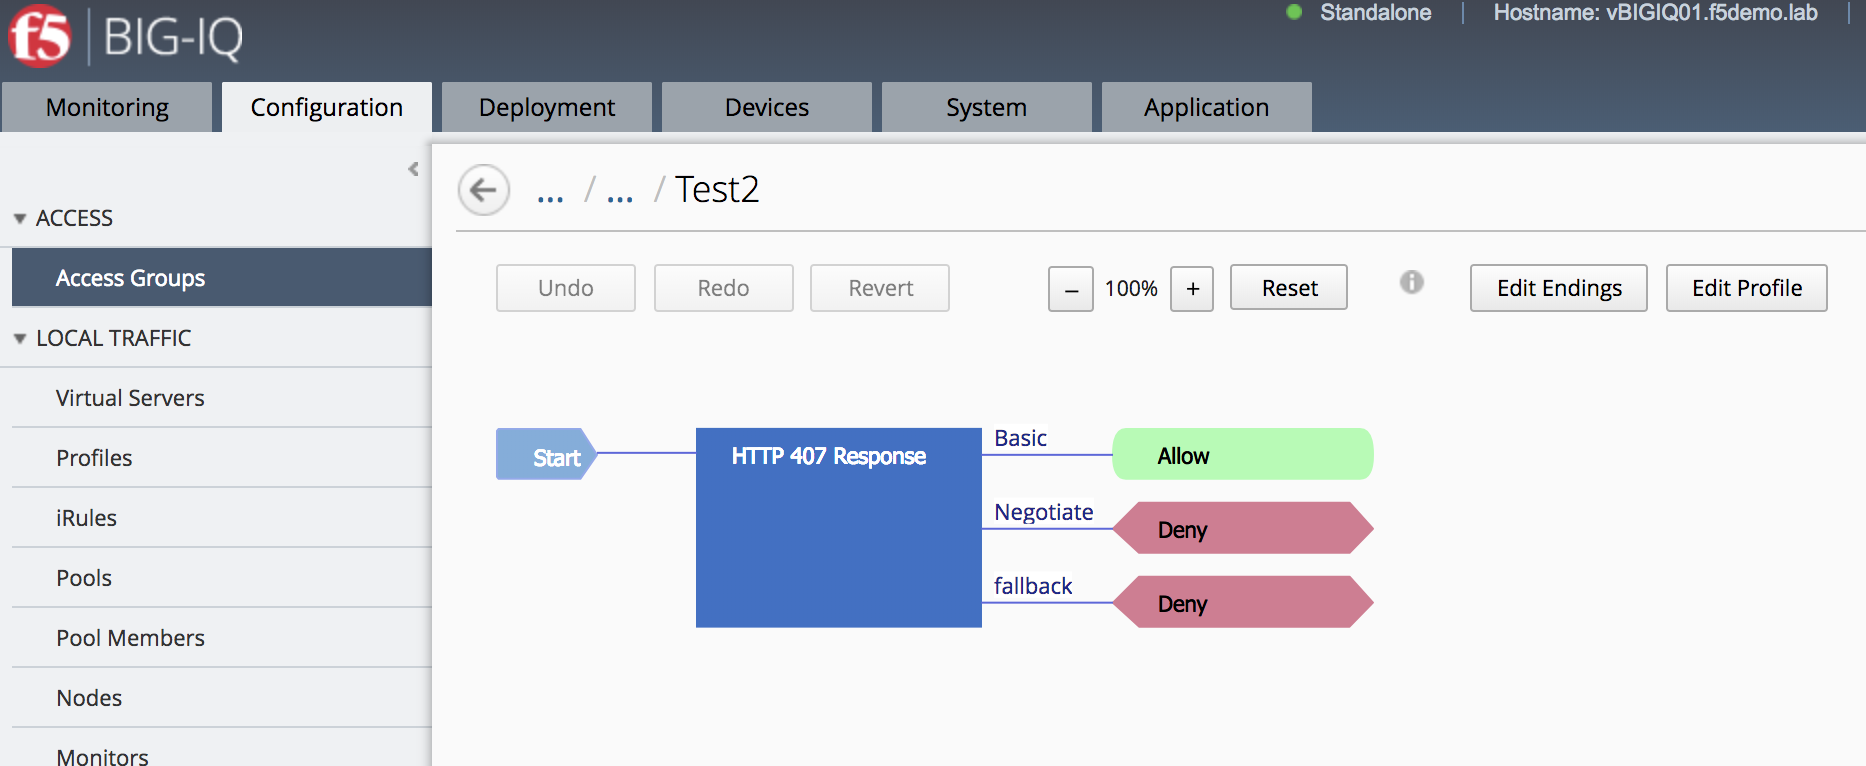 f5 BIG-IQ
Standalone Hostname: vBIGIQ01.f5demo.lab
Monitoring Configuration Deployment Devices System Application
... / ... / Test2
ACCESS
Access Groups
LOCAL TRAFFIC
Virtual Servers
Profiles
iRules
Pools
Pool Members
Nodes
Monitors
Undo Redo Revert – 100% + Reset Edit Endings Edit Profile
Start
HTTP 407 Response
Basic
Allow
Negotiate
Deny
fallback
Deny